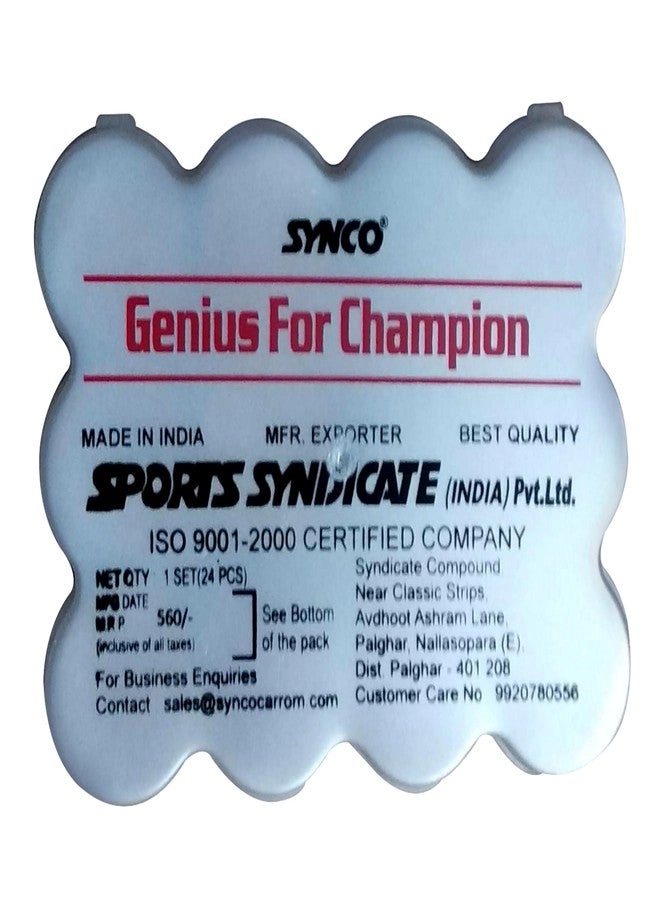 SYNCO®
Genius For Champion
MADE IN INDIA MFR. EXPORTER BEST QUALITY
SPORTS SYNDICATE (INDIA) Pvt.Ltd.
ISO 9001-2000 CERTIFIED COMPANY
NET QTY 1 SET(24 PCS)
MFG DATE
M R P 560/-
(inclusive of all taxes)
See Bottom
of the pack
For Business Enquiries
Contact sales@syncocarrom.com
Syndicate Compound
Near Classic Strips,
Avdhoot Ashram Lane,
Palghar, Nallasopara (E),
Dist. Palghar - 401 208
Customer Care No 9920780556